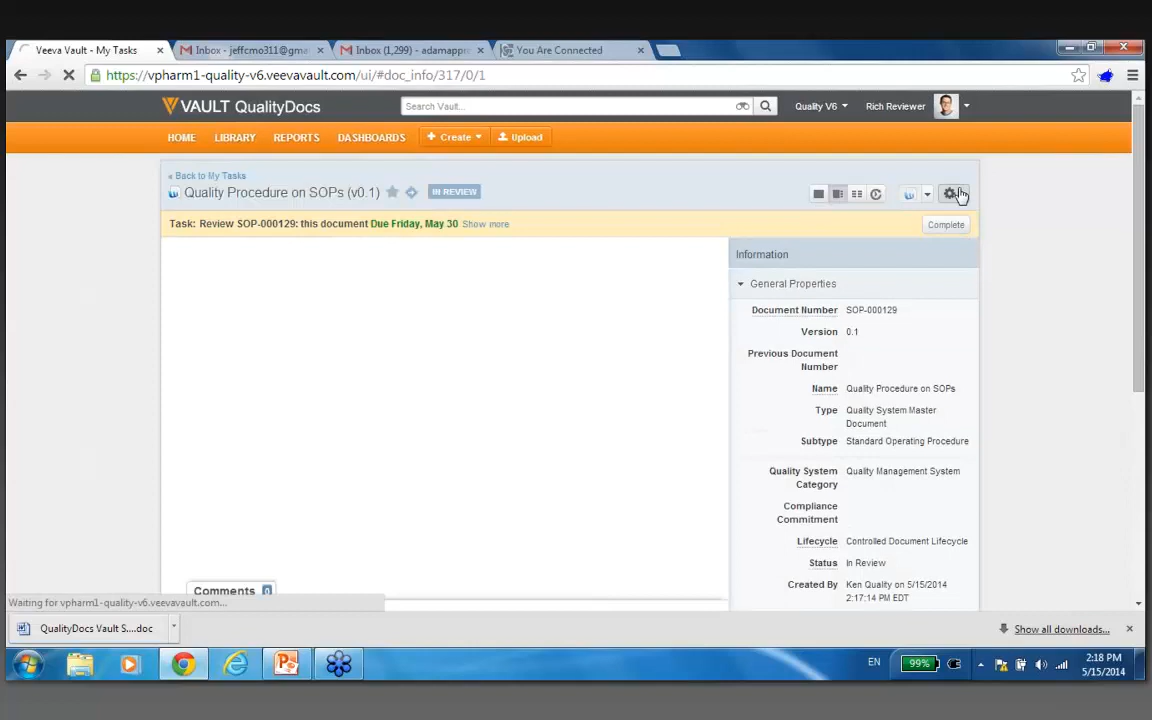 Veeva Vault - My Tasks
Inbox - jeffcmo311@gma
Inbox (1,299) - adamappre
You Are Connected
https://vpharm1-quality-v6.veevavault.com/ui/#doc_info/317/0/1
VAULT QualityDocs
Search Vault...
Quality V6
Rich Reviewer
HOME
LIBRARY
REPORTS
DASHBOARDS
Create
Upload
« Back to My Tasks
Quality Procedure on SOPs (v0.1)
IN REVIEW
Task: Review SOP-000129: this document Due Friday, May 30 Show more
Complete
Information
General Properties
Document Number SOP-000129
Version 0.1
Previous Document
Number
Name Quality Procedure on SOPs
Type Quality System Master
Document
Subtype Standard Operating Procedure
Quality System Quality Management System
Category
Compliance
Commitment
Lifecycle Controlled Document Lifecycle
Status In Review
Created By Ken Quality on 5/15/2014
2:17:14 PM EDT
Comments 0
Waiting for vpharm1-quality-v6.veevavault.com...
QualityDocs Vault S....doc
Show all downloads...
EN
99%
2:18 PM
5/15/2014